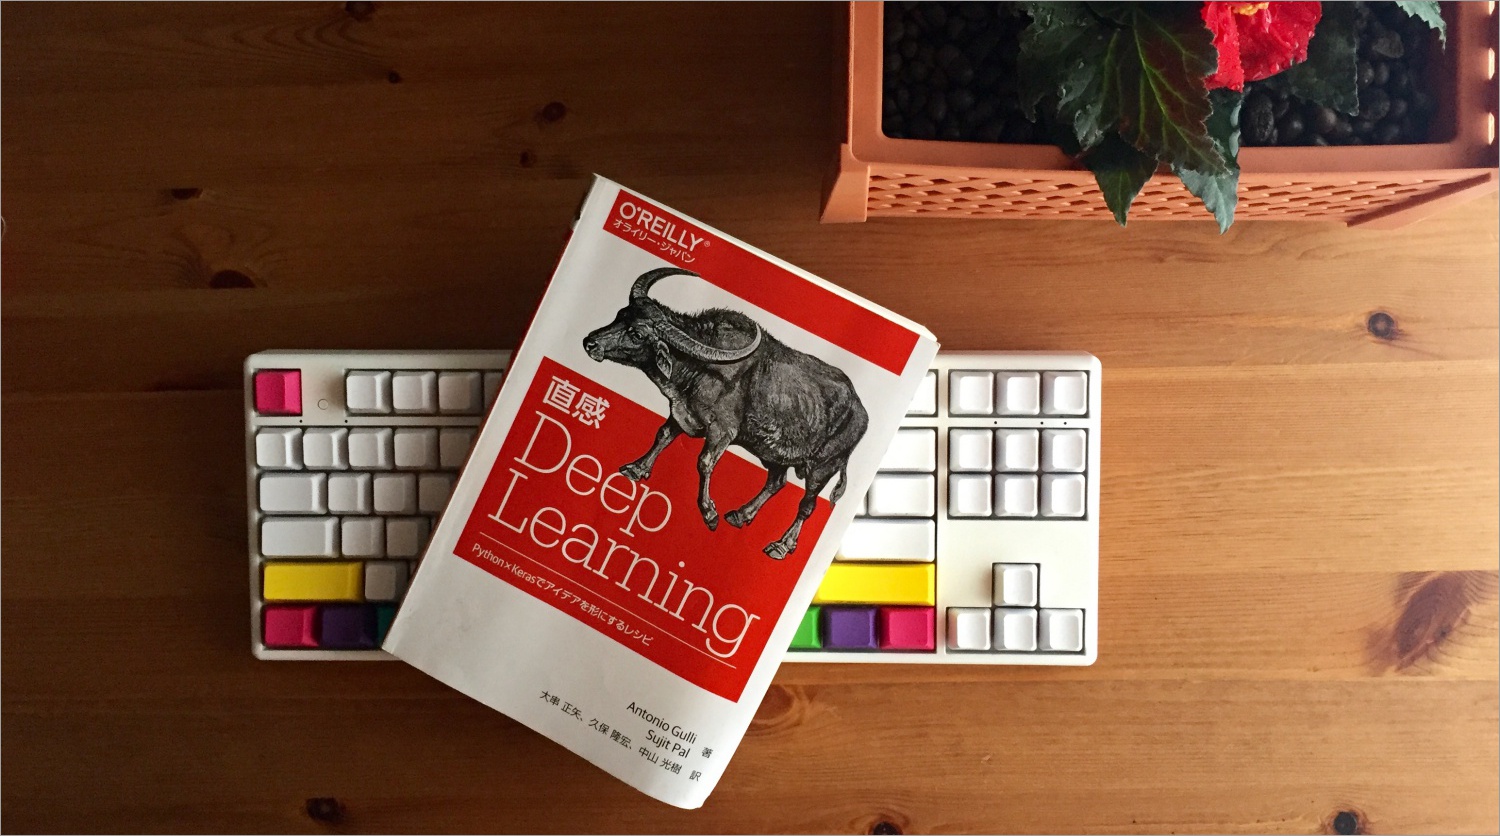 O'REILLY®
オライリー・ジャパン
直感
Deep
Learning
Python×Kerasでアイデアを形にするレシピ
Antonio Gulli
Sujit Pal 著
大串 正矢、久保 隆宏、中山 光樹 訳